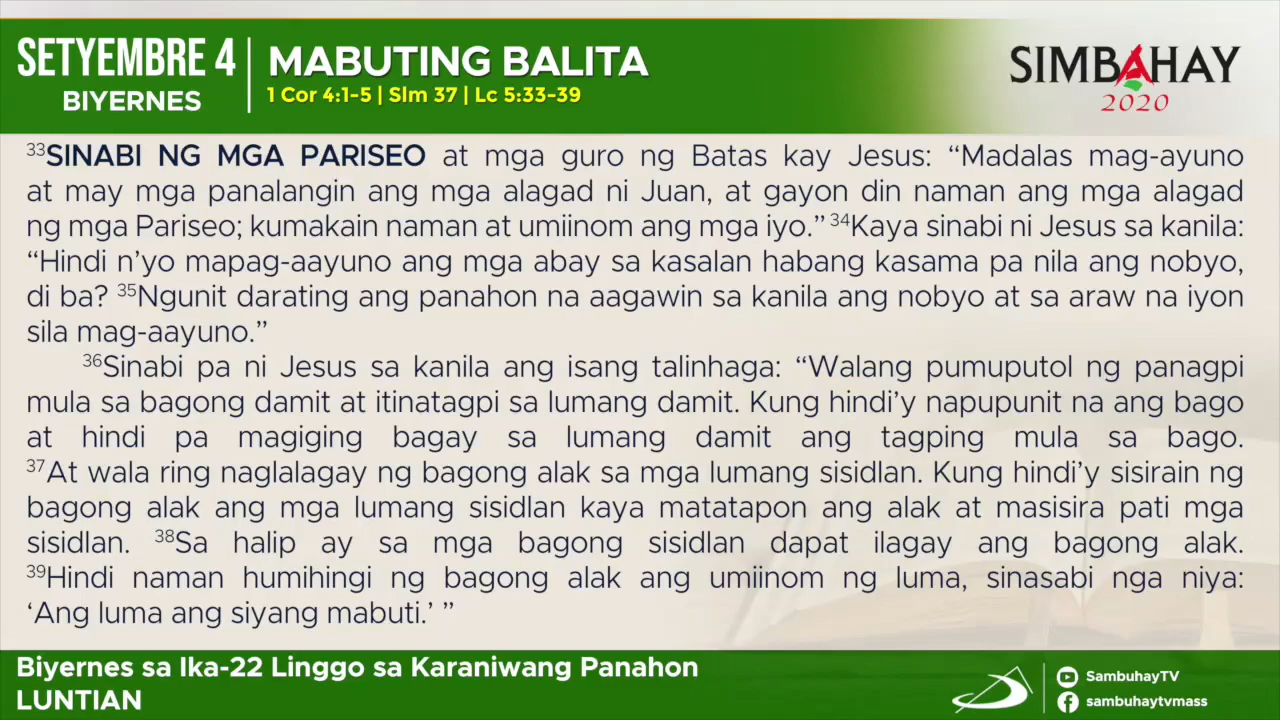 SETYEMBRE 4
BIYERNES
MABUTING BALITA
1 Cor 4:1-5 | Slm 37 | Lc 5:33-39
SIMBAHAY
2020
³³SINABI NG MGA PARISEO at mga guro ng Batas kay Jesus: “Madalas mag-ayuno
at may mga panalangin ang mga alagad ni Juan, at gayon din naman ang mga alagad
ng mga Pariseo; kumakain naman at umiinom ang mga iyo.” ³⁴Kaya sinabi ni Jesus sa kanila:
“Hindi n’yo mapag-aayuno ang mga abay sa kasalan habang kasama pa nila ang nobyo,
di ba? ³⁵Ngunit darating ang panahon na aagawin sa kanila ang nobyo at sa araw na iyon
sila mag-aayuno.”
³⁶Sinabi pa ni Jesus sa kanila ang isang talinhaga: “Walang pumuputol ng panagpi
mula sa bagong damit at itinatagpi sa lumang damit. Kung hindi’y napupunit na ang bago
at hindi pa magiging bagay sa lumang damit ang tagping mula sa bago.
³⁷At wala ring naglalagay ng bagong alak sa mga lumang sisidlan. Kung hindi’y sisirain ng
bagong alak ang mga lumang sisidlan kaya matatapon ang alak at masisira pati mga
sisidlan. ³⁸Sa halip ay sa mga bagong sisidlan dapat ilagay ang bagong alak.
³⁹Hindi naman humihingi ng bagong alak ang umiinom ng luma, sinasabi nga niya:
‘Ang luma ang siyang mabuti.’ ”
Biyernes sa Ika-22 Linggo sa Karaniwang Panahon
LUNTIAN
SambuhayTV
sambuhaytvmass